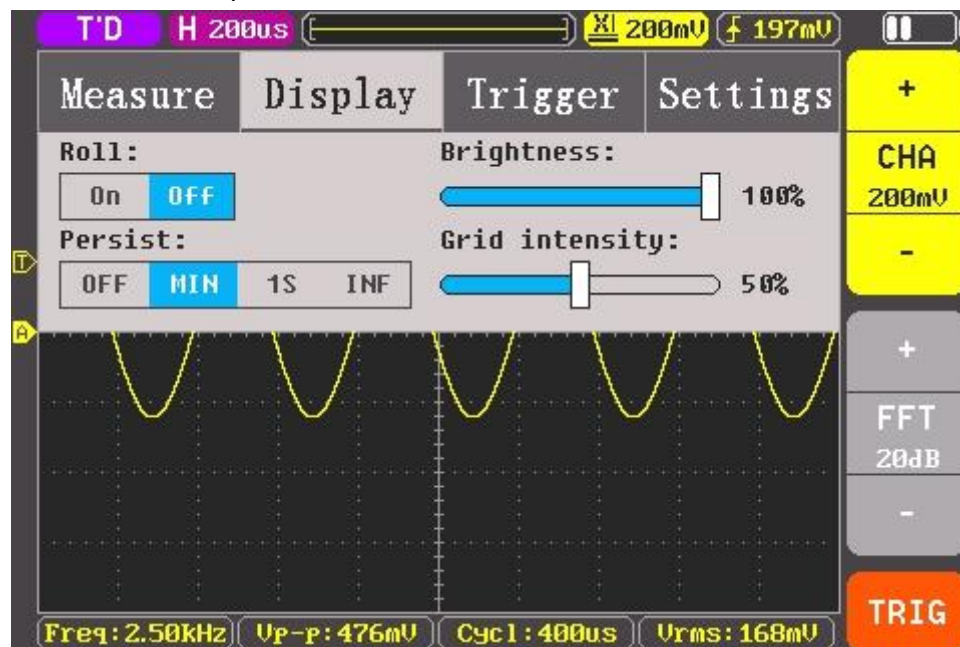 T'D H 200us X1 200mV 197mV
Measure Display Trigger Settings
+
CHA
200mV
-
Roll:
On Off
Brightness:
100%
Persist:
OFF MIN 1S INF
Grid intensity:
50%
T
A
+
FFT
20dB
-
TRIG
Freq:2.50kHz Vp-p:476mV Cycl:400us Vrms:168mV